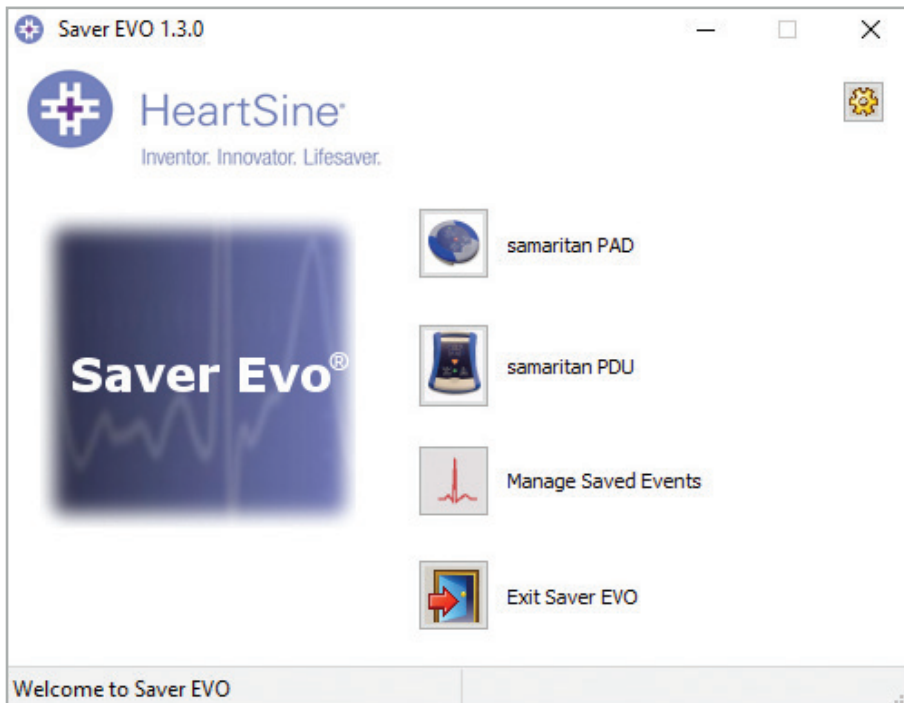 Saver EVO 1.3.0
HeartSine®
Inventor. Innovator. Lifesaver.
samaritan PAD
samaritan PDU
Saver Evo®
Manage Saved Events
Exit Saver EVO
Welcome to Saver EVO